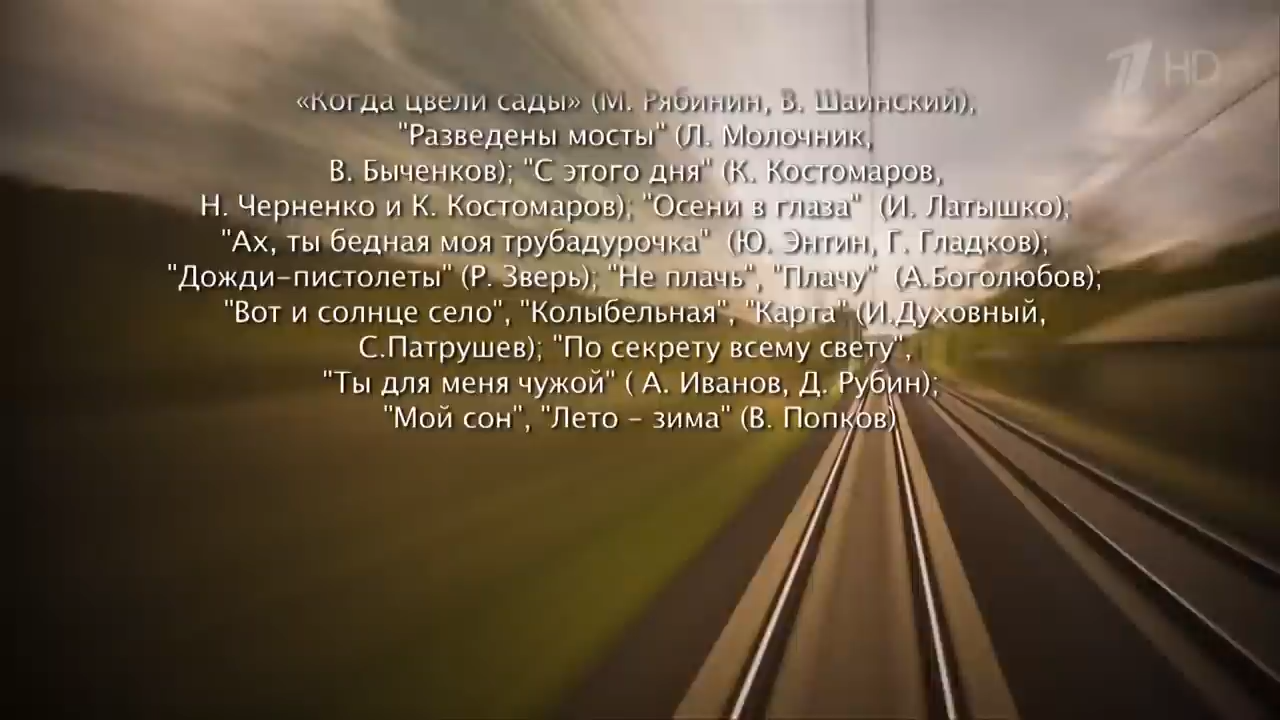 1 HD
«Когда цвели сады» (М. Рябинин, В. Шаинский),
"Разведены мосты" (Л. Молочник,
В. Быченков); "С этого дня" (К. Костомаров,
Н. Черненко и К. Костомаров); "Осени в глаза" (И. Латышко);
"Ах, ты бедная моя трубадурочка" (Ю. Энтин, Г. Гладков);
"Дожди-пистолеты" (Р. Зверь); "Не плачь", "Плачу" (А.Боголюбов);
"Вот и солнце село", "Колыбельная", "Карта" (И.Духовный,
С.Патрушев); "По секрету всему свету",
"Ты для меня чужой" ( А. Иванов, Д. Рубин);
"Мой сон", "Лето – зима" (В. Попков)